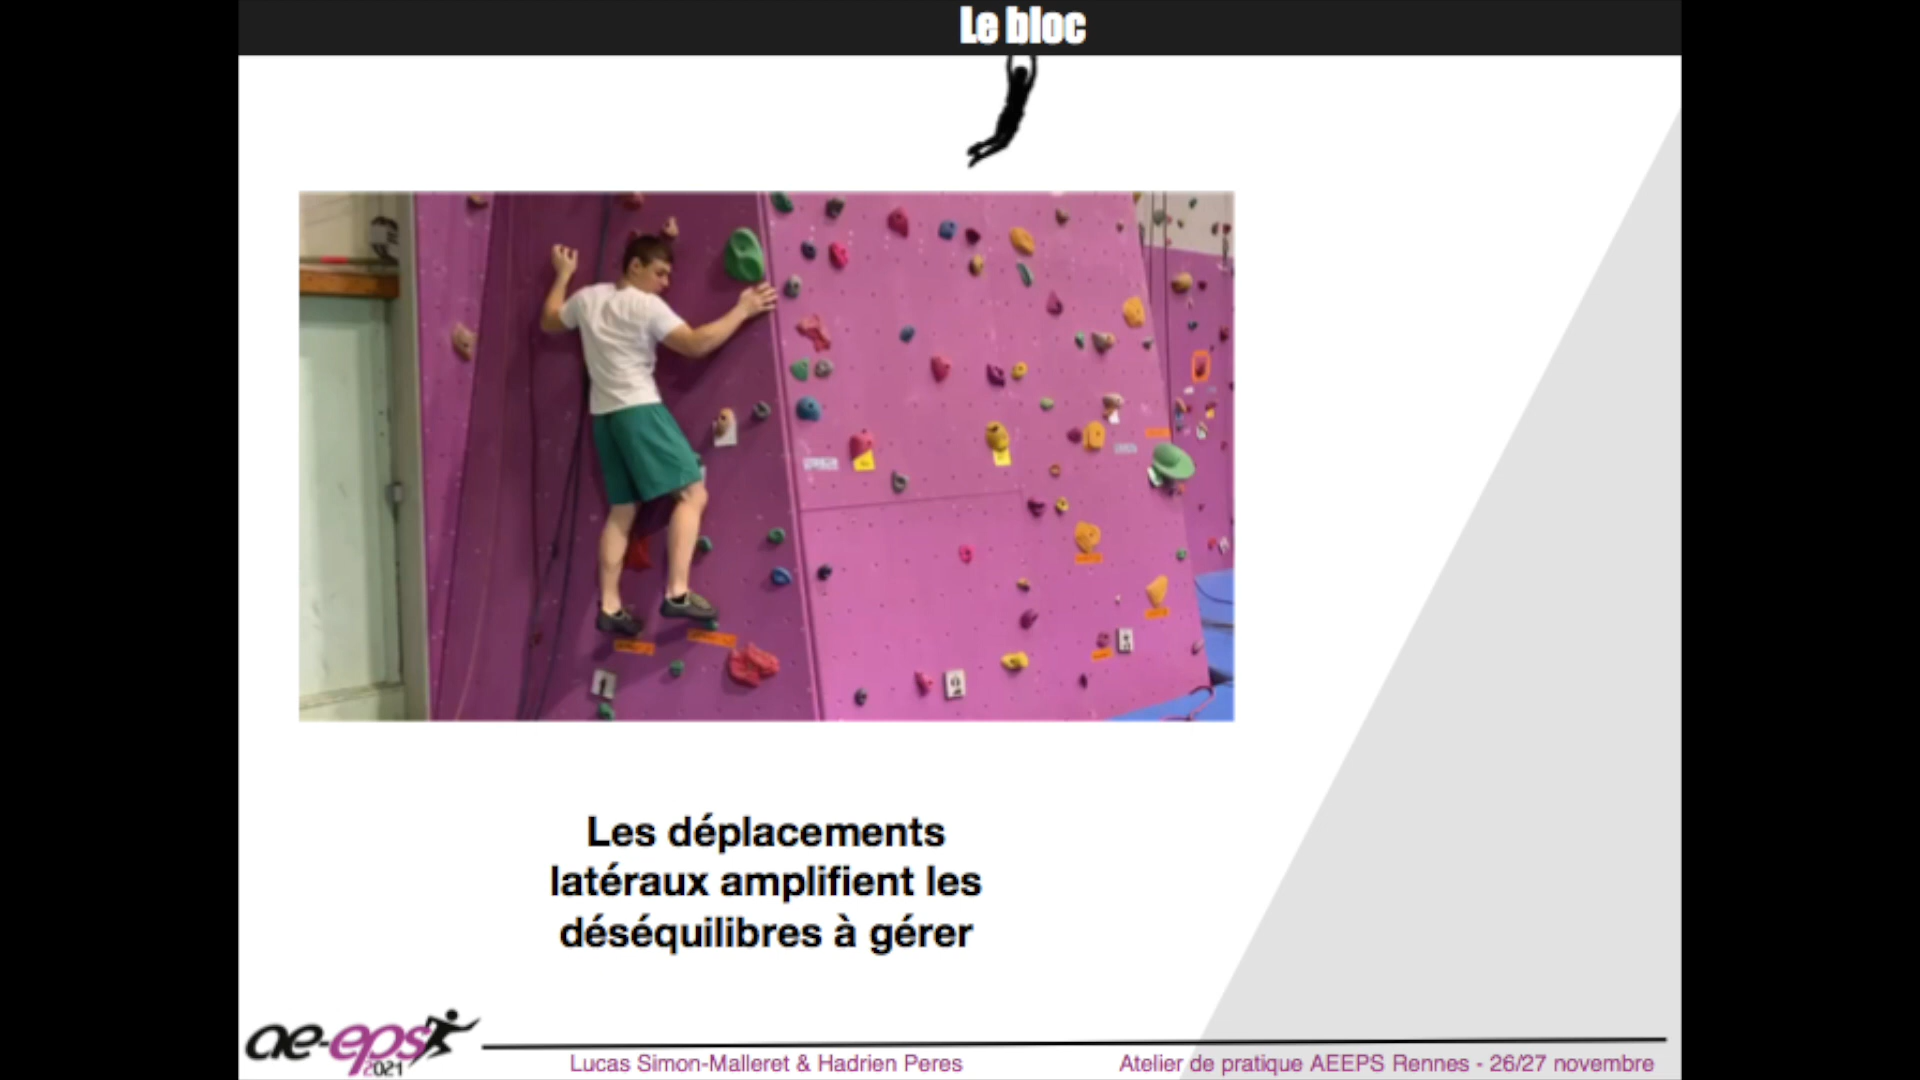 Le bloc
Les déplacements
latéraux amplifient les
déséquilibres à gérer
ae-eps
2021
Lucas Simon-Malleret & Hadrien Peres
Atelier de pratique AEEPS Rennes - 26/27 novembre